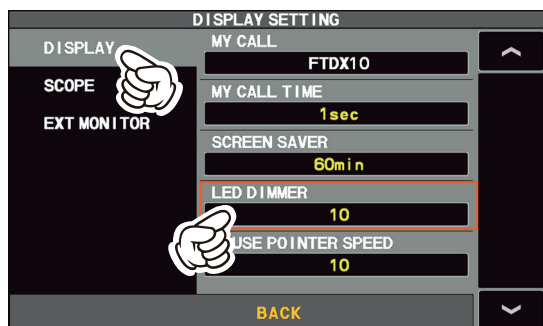 DISPLAY SETTING
DISPLAY
SCOPE
EXT MONITOR
MY CALL
FTDX10
MY CALL TIME
1sec
SCREEN SAVER
60min
LED DIMMER
10
USE POINTER SPEED
10
BACK